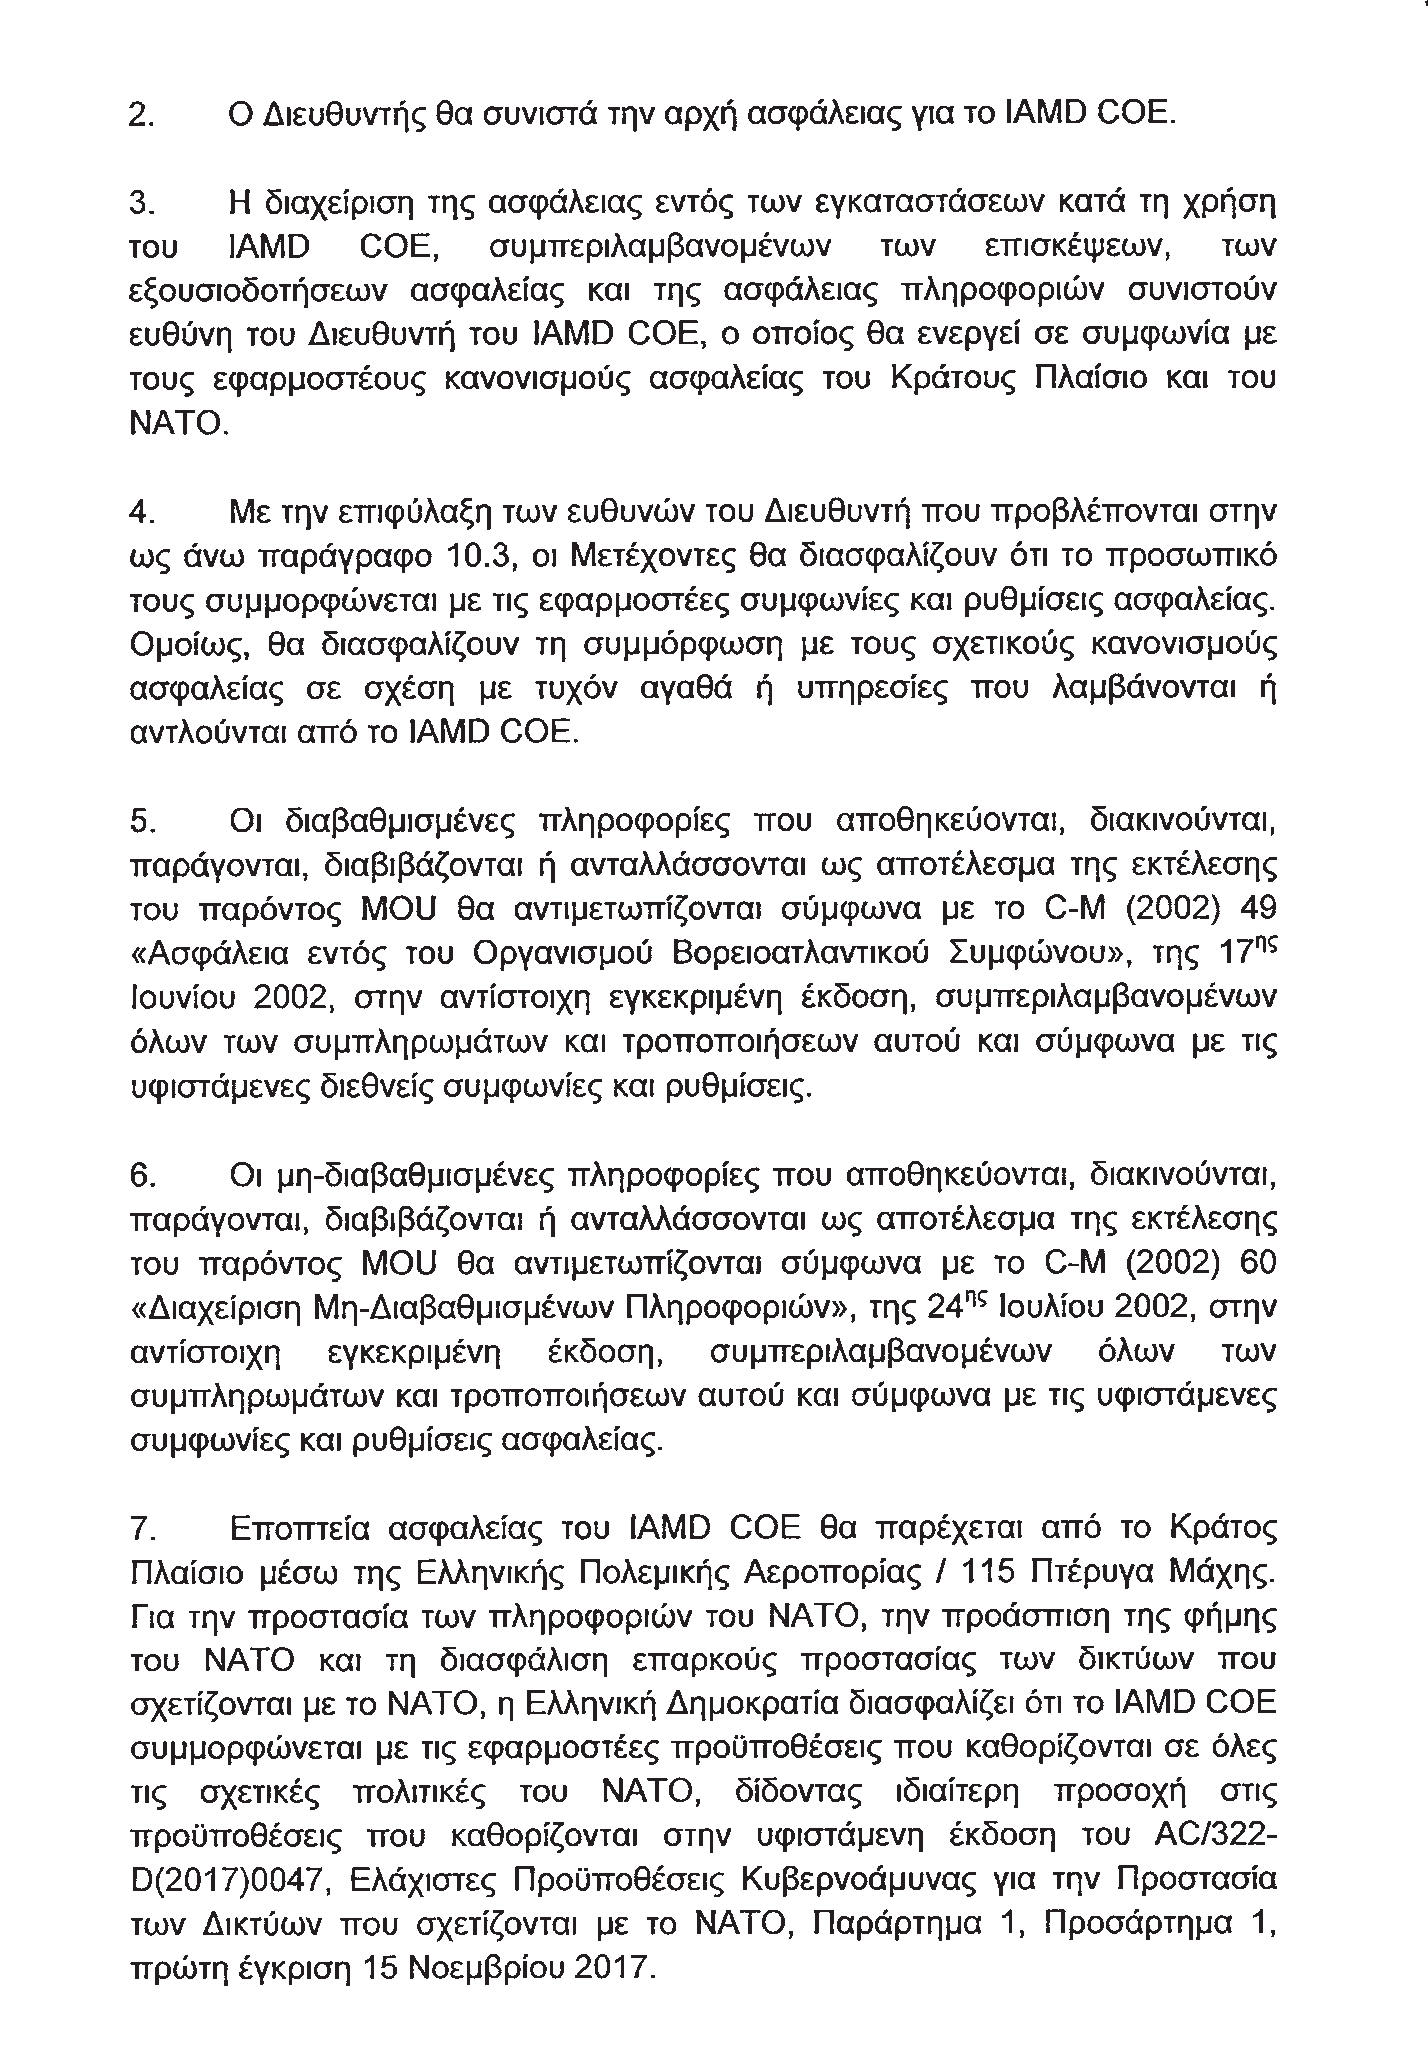 2. Ο Διευθυντής θα συνιστά την αρχή ασφάλειας για το IAMD COE.
3. Η διαχείριση της ασφάλειας εντός των εγκαταστάσεων κατά τη χρήση
του IAMD COE, συμπεριλαμβανομένων των επισκέψεων, των
εξουσιοδοτήσεων ασφαλείας και της ασφάλειας πληροφοριών συνιστούν
ευθύνη του Διευθυντή του IAMD COE, ο οποίος θα ενεργεί σε συμφωνία με
τους εφαρμοστέους κανονισμούς ασφαλείας του Κράτους Πλαίσιο και του
ΝΑΤΟ.
4. Με την επιφύλαξη των ευθυνών του Διευθυντή που προβλέπονται στην
ως άνω παράγραφο 10.3, οι Μετέχοντες θα διασφαλίζουν ότι το προσωπικό
τους συμμορφώνεται με τις εφαρμοστέες συμφωνίες και ρυθμίσεις ασφαλείας.
Ομοίως, θα διασφαλίζουν τη συμμόρφωση με τους σχετικούς κανονισμούς
ασφαλείας σε σχέση με τυχόν αγαθά ή υπηρεσίες που λαμβάνονται ή
αντλούνται από το IAMD COE.
5. Οι διαβαθμισμένες πληροφορίες που αποθηκεύονται, διακινούνται,
παράγονται, διαβιβάζονται ή ανταλλάσσονται ως αποτέλεσμα της εκτέλεσης
του παρόντος MOU θα αντιμετωπίζονται σύμφωνα με το C-M (2002) 49
«Ασφάλεια εντός του Οργανισμού Βορειοατλαντικού Συμφώνου», της 17ης
Ιουνίου 2002, στην αντίστοιχη εγκεκριμένη έκδοση, συμπεριλαμβανομένων
όλων των συμπληρωμάτων και τροποποιήσεων αυτού και σύμφωνα με τις
υφιστάμενες διεθνείς συμφωνίες και ρυθμίσεις.
6. Οι μη-διαβαθμισμένες πληροφορίες που αποθηκεύονται, διακινούνται,
παράγονται, διαβιβάζονται ή ανταλλάσσονται ως αποτέλεσμα της εκτέλεσης
του παρόντος MOU θα αντιμετωπίζονται σύμφωνα με το C-M (2002) 60
«Διαχείριση Μη-Διαβαθμισμένων Πληροφοριών», της 24ης Ιουλίου 2002, στην
αντίστοιχη εγκεκριμένη έκδοση, συμπεριλαμβανομένων όλων των
συμπληρωμάτων και τροποποιήσεων αυτού και σύμφωνα με τις υφιστάμενες
συμφωνίες και ρυθμίσεις ασφαλείας.
7. Εποπτεία ασφαλείας του IAMD COE θα παρέχεται από το Κράτος
Πλαίσιο μέσω της Ελληνικής Πολεμικής Αεροπορίας / 115 Πτέρυγα Μάχης.
Για την προστασία των πληροφοριών του ΝΑΤΟ, την προάσπιση της φήμης
του ΝΑΤΟ και τη διασφάλιση επαρκούς προστασίας των δικτύων που
σχετίζονται με το ΝΑΤΟ, η Ελληνική Δημοκρατία διασφαλίζει ότι το IAMD COE
συμμορφώνεται με τις εφαρμοστέες προϋποθέσεις που καθορίζονται σε όλες
τις σχετικές πολιτικές του ΝΑΤΟ, δίδοντας ιδιαίτερη προσοχή στις
προϋποθέσεις που καθορίζονται στην υφιστάμενη έκδοση του AC/322-
D(2017)0047, Ελάχιστες Προϋποθέσεις Κυβερνοάμυνας για την Προστασία
των Δικτύων που σχετίζονται με το ΝΑΤΟ, Παράρτημα 1, Προσάρτημα 1,
πρώτη έγκριση 15 Νοεμβρίου 2017.